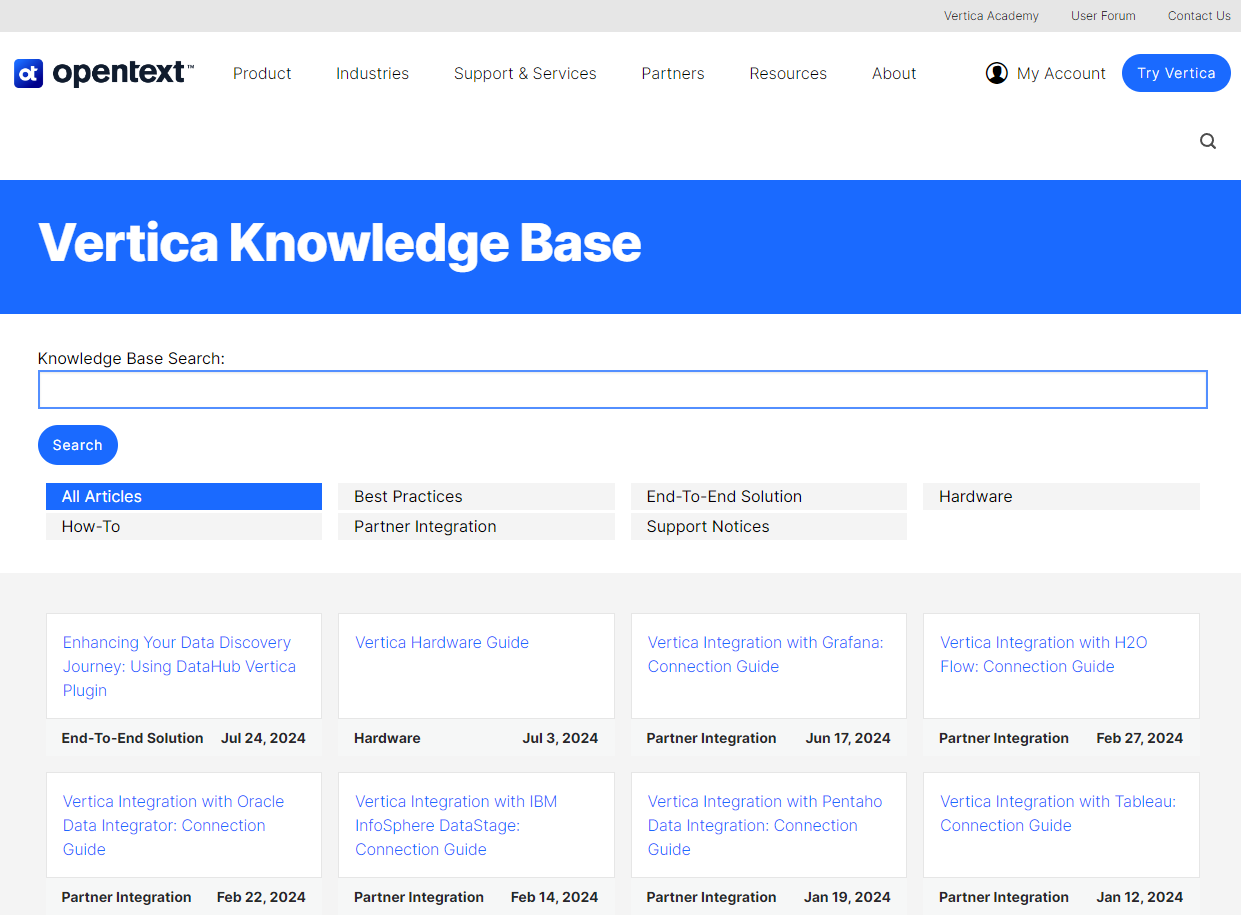 Vertica Academy User Forum Contact Us
opentext™ Product Industries Support & Services Partners Resources About My Account Try Vertica
Vertica Knowledge Base
Knowledge Base Search:
Search
All Articles Best Practices End-To-End Solution Hardware
How-To Partner Integration Support Notices
Enhancing Your Data Discovery
Journey: Using DataHub Vertica
Plugin
End-To-End Solution Jul 24, 2024
Vertica Hardware Guide
Hardware Jul 3, 2024
Vertica Integration with Grafana:
Connection Guide
Partner Integration Jun 17, 2024
Vertica Integration with H2O
Flow: Connection Guide
Partner Integration Feb 27, 2024
Vertica Integration with Oracle
Data Integrator: Connection
Guide
Partner Integration Feb 22, 2024
Vertica Integration with IBM
InfoSphere DataStage:
Connection Guide
Partner Integration Feb 14, 2024
Vertica Integration with Pentaho
Data Integration: Connection
Guide
Partner Integration Jan 19, 2024
Vertica Integration with Tableau:
Connection Guide
Partner Integration Jan 12, 2024